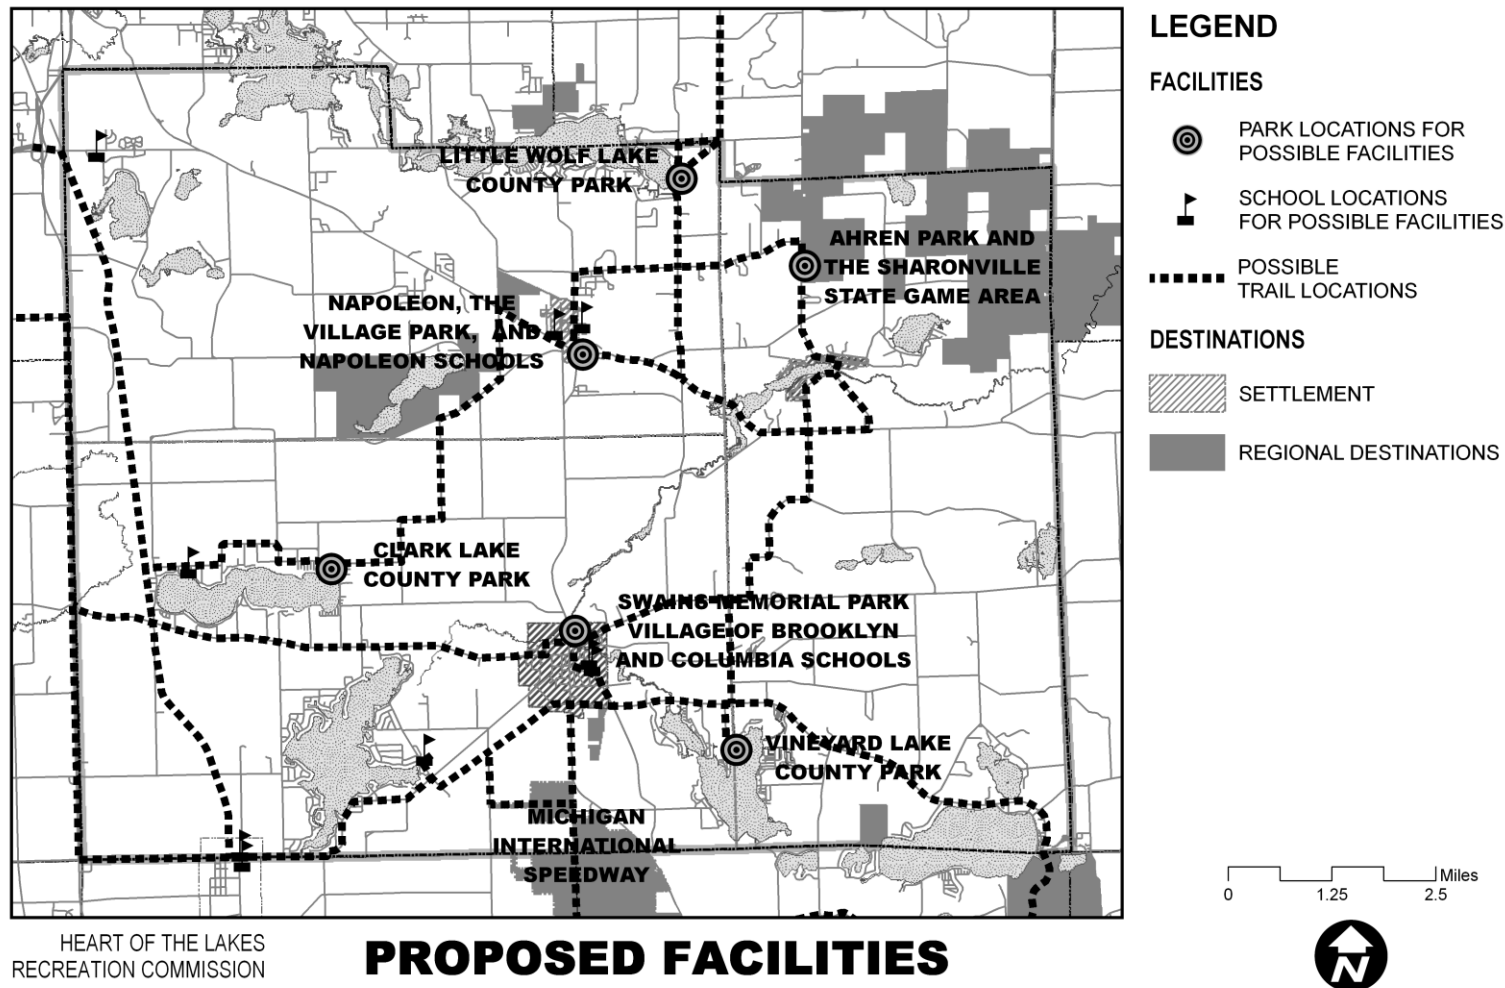 LITTLE WOLF LAKE
COUNTY PARK
AHREN PARK AND
THE SHARONVILLE
STATE GAME AREA
NAPOLEON, THE
VILLAGE PARK, AND
NAPOLEON SCHOOLS
CLARK LAKE
COUNTY PARK
SWAINS MEMORIAL PARK
VILLAGE OF BROOKLYN
AND COLUMBIA SCHOOLS
VINEYARD LAKE
COUNTY PARK
MICHIGAN
INTERNATIONAL
SPEEDWAY
LEGEND
FACILITIES
PARK LOCATIONS FOR
POSSIBLE FACILITIES
SCHOOL LOCATIONS
FOR POSSIBLE FACILITIES
POSSIBLE
TRAIL LOCATIONS
DESTINATIONS
SETTLEMENT
REGIONAL DESTINATIONS
Miles
0 1.25 2.5
N
HEART OF THE LAKES
RECREATION COMMISSION
PROPOSED FACILITIES